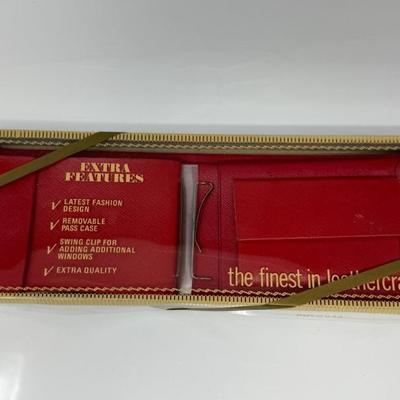 EXTRA
FEATURES
✓ LATEST FASHION
DESIGN
✓ REMOVABLE
PASS CASE
✓ SWING CLIP FOR
ADDING ADDITIONAL
WINDOWS
✓ EXTRA QUALITY
the finest in leathercra